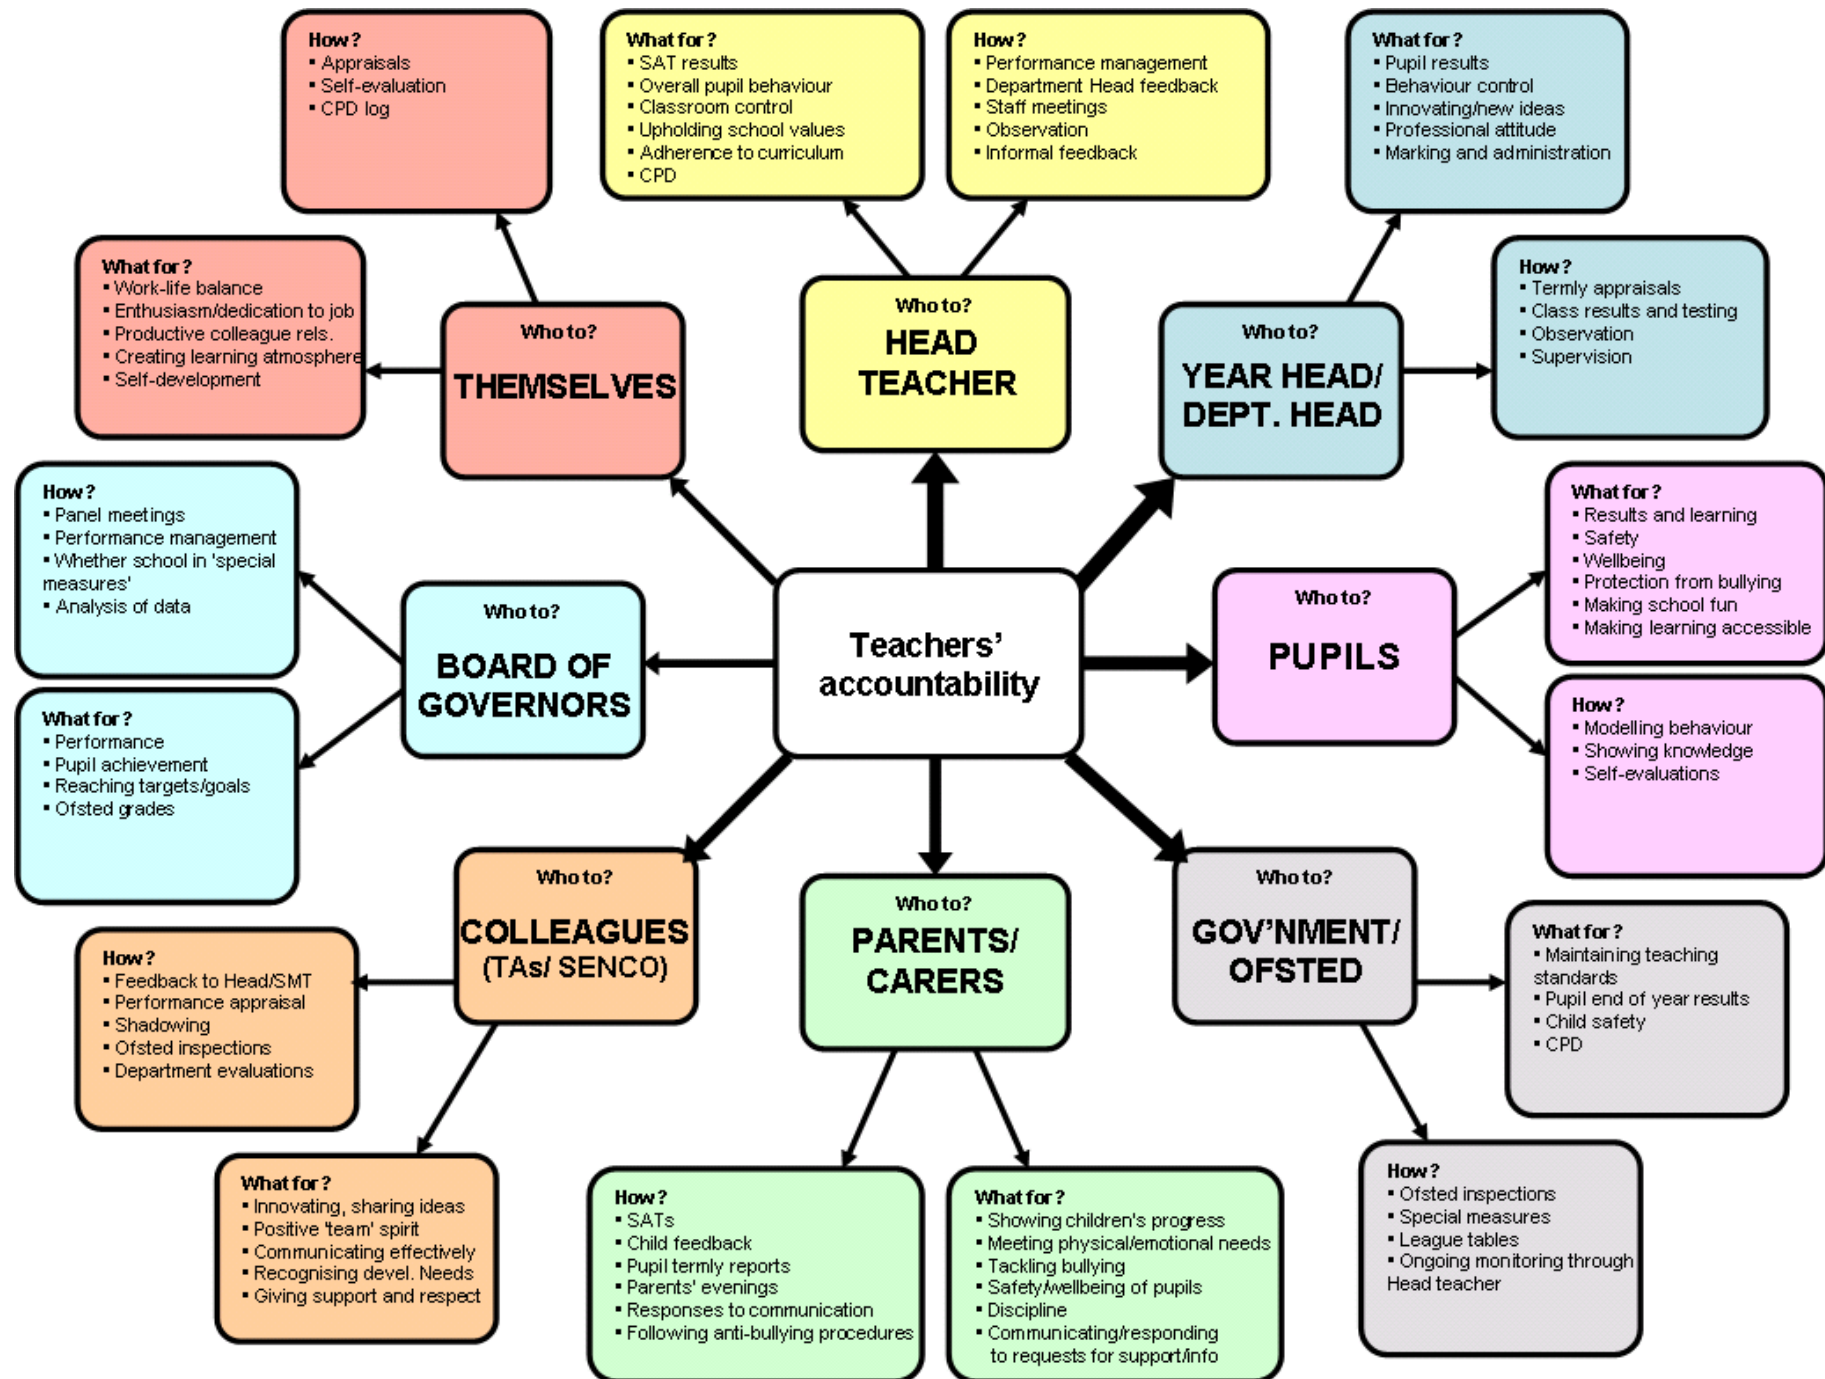 How?
▪ Appraisals
▪ Self-evaluation
▪ CPD log
What for?
▪ SAT results
▪ Overall pupil behaviour
▪ Classroom control
▪ Upholding school values
▪ Adherence to curriculum
▪ CPD
How?
▪ Performance management
▪ Department Head feedback
▪ Staff meetings
▪ Observation
▪ Informal feedback
What for?
▪ Pupil results
▪ Behaviour control
▪ Innovating/new ideas
▪ Professional attitude
▪ Marking and administration
What for?
▪ Work-life balance
▪ Enthusiasm/dedication to job
▪ Productive colleague rels.
▪ Creating learning atmosphere
▪ Self-development
Who to?
THEMSELVES
Who to?
HEAD
TEACHER
Who to?
YEAR HEAD/
DEPT. HEAD
How?
▪ Termly appraisals
▪ Class results and testing
▪ Observation
▪ Supervision
How?
▪ Panel meetings
▪ Performance management
▪ Whether school in 'special
measures'
▪ Analysis of data
What for?
▪ Performance
▪ Pupil achievement
▪ Reaching targets/goals
▪ Ofsted grades
Who to?
BOARD OF
GOVERNORS
Teachers’
accountability
Who to?
PUPILS
What for?
▪ Results and learning
▪ Safety
▪ Wellbeing
▪ Protection from bullying
▪ Making school fun
▪ Making learning accessible
How?
▪ Modelling behaviour
▪ Showing knowledge
▪ Self-evaluations
Who to?
COLLEAGUES
(TAs/ SENCO)
Who to?
PARENTS/
CARERS
Who to?
GOV’NMENT/
OFSTED
How?
▪ Feedback to Head/SMT
▪ Performance appraisal
▪ Shadowing
▪ Ofsted inspections
▪ Department evaluations
What for?
▪ Maintaining teaching
standards
▪ Pupil end of year results
▪ Child safety
▪ CPD
What for?
▪ Innovating, sharing ideas
▪ Positive 'team' spirit
▪ Communicating effectively
▪ Recognising devel. Needs
▪ Giving support and respect
How?
▪ SATs
▪ Child feedback
▪ Pupil termly reports
▪ Parents' evenings
▪ Responses to communication
▪ Following anti-bullying procedures
What for?
▪ Showing children's progress
▪ Meeting physical/emotional needs
▪ Tackling bullying
▪ Safety/wellbeing of pupils
▪ Discipline
▪ Communicating/responding
to requests for support/info
How?
▪ Ofsted inspections
▪ Special measures
▪ League tables
▪ Ongoing monitoring through
Head teacher